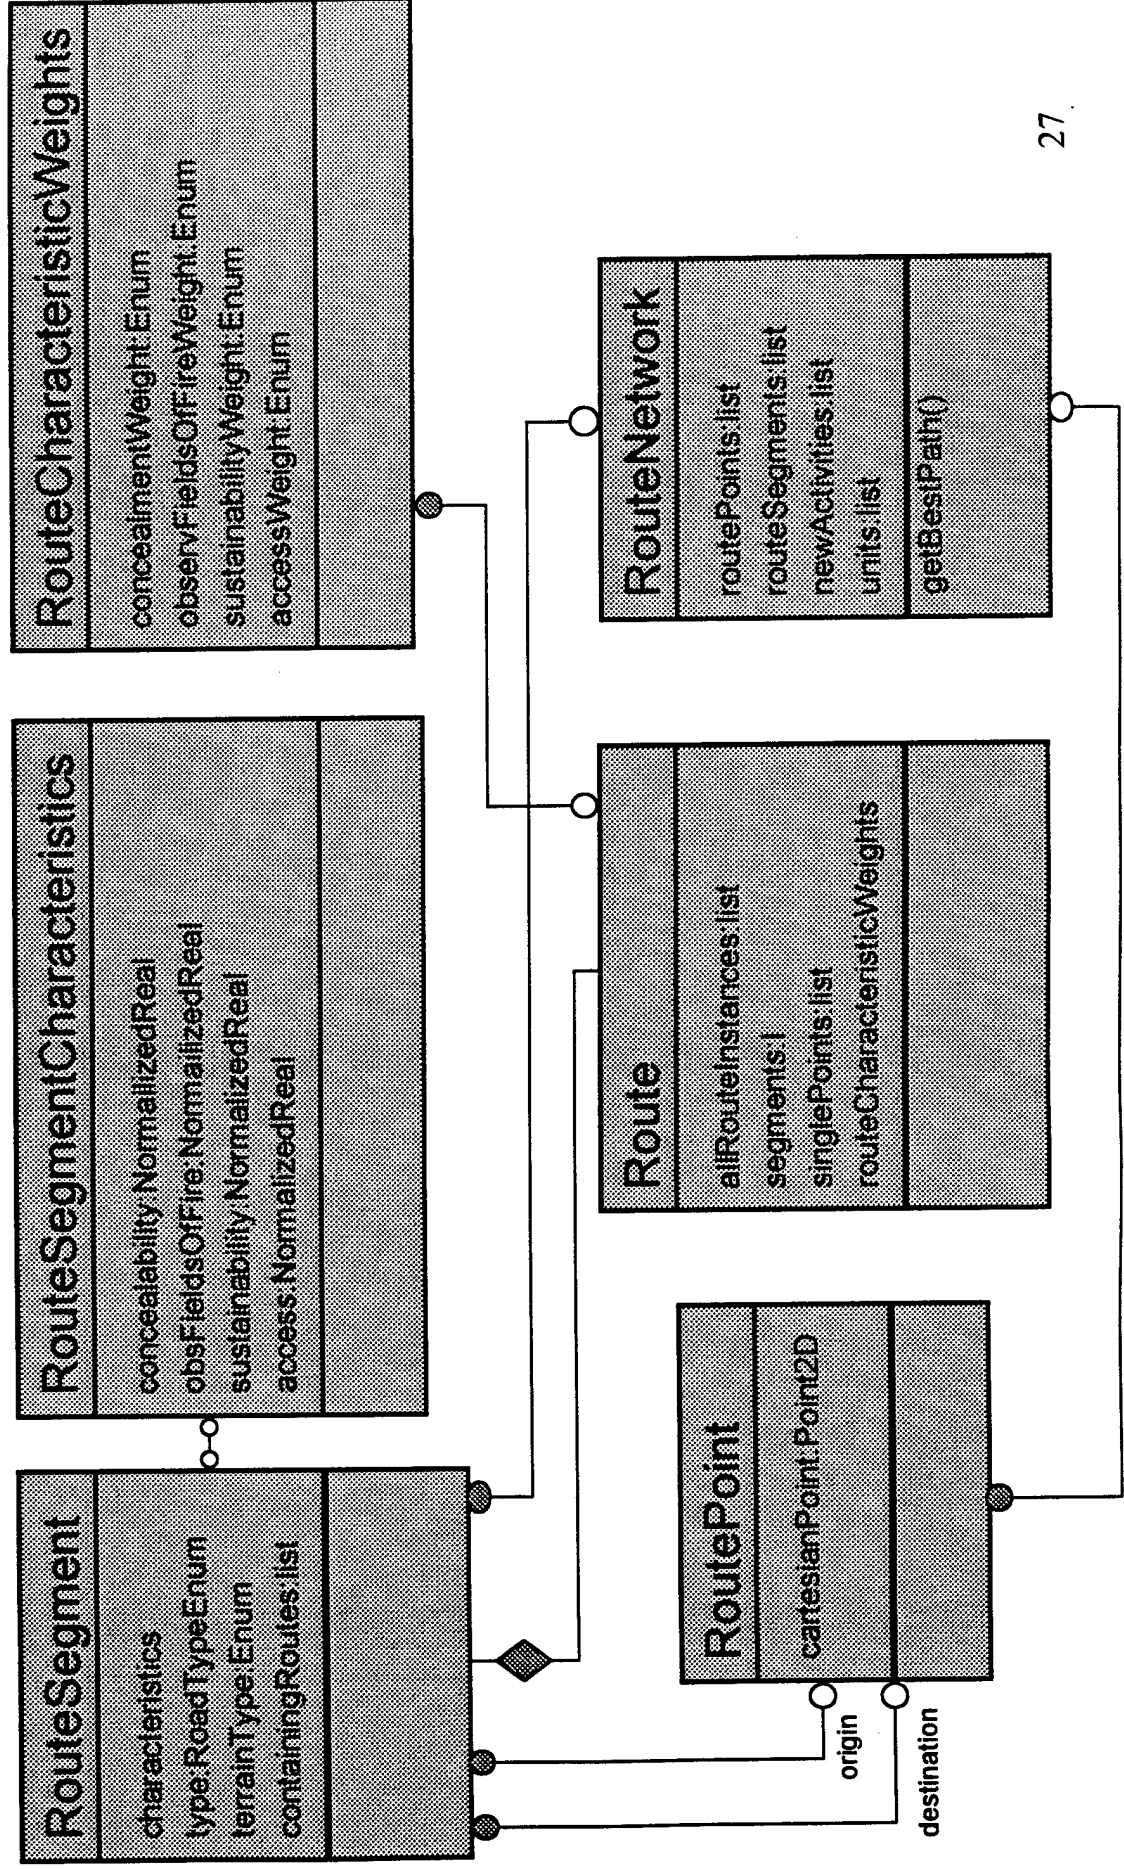 RouteSegment
characteristics
type:RoadTypeEnum
terrainType:Enum
containingRoutes:list
RouteSegmentCharacteristics
concealability:NormailizedReal
obsFieldsOfFire:NormailizedReal
sustainability:NormalizedReal
access:NormalizedReal
RouteCharacteristicWeights
concealmentWeight:Enum
observFieldsOfFireWeight:Enum
sustainabilityWeight:Enum
accessWeight:Enum
RoutePoint
cartesianPoint:Point2D
origin
destination
Route
allRouteInstances:list
segments:l
singlePoints:list
routeCharacteristicWeights
RouteNetwork
routePoints:list
routeSegments:list
newActivities:list
units:list
getBestPath()
27